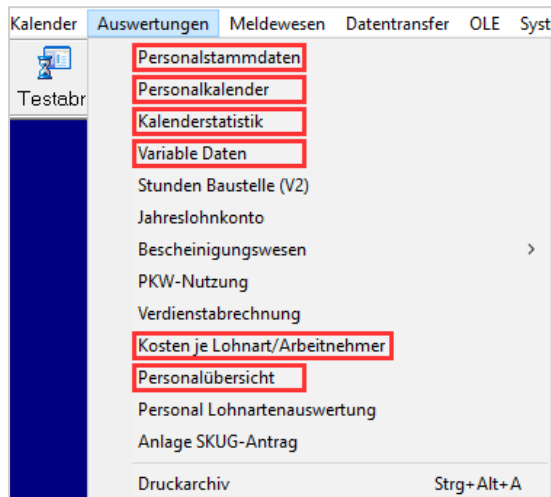 Kalender Auswertungen Meldewesen Datentransfer OLE Syst
Testabr
Personalstammdaten
Personalkalender
Kalenderstatistik
Variable Daten
Stunden Baustelle (V2)
Jahreslohnkonto
Bescheinigungswesen
PKW-Nutzung
Verdienstabrechnung
Kosten je Lohnart/Arbeitnehmer
Personalübersicht
Personal Lohnartenauswertung
Anlage SKUG-Antrag
Druckarchiv Strg+Alt+A